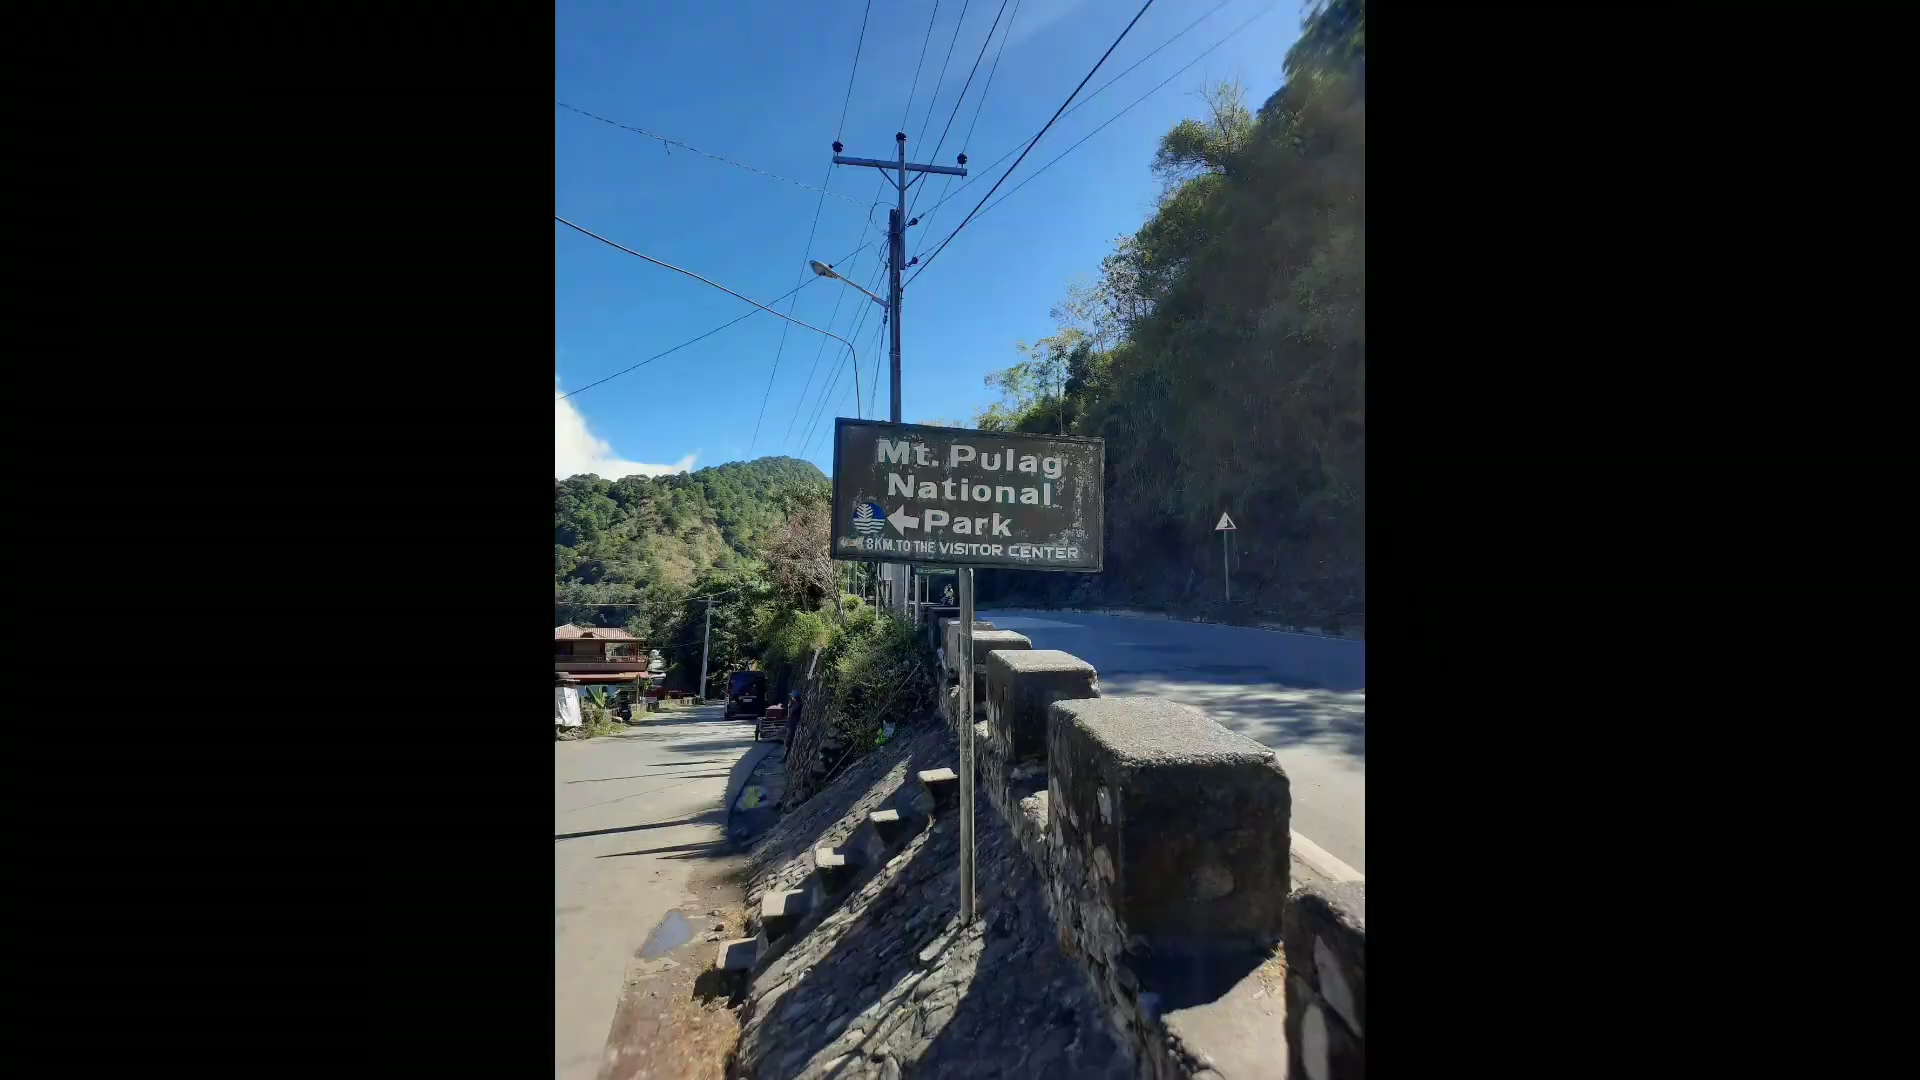 Mt. Pulag
National
Park
8KM. TO THE VISITOR CENTER